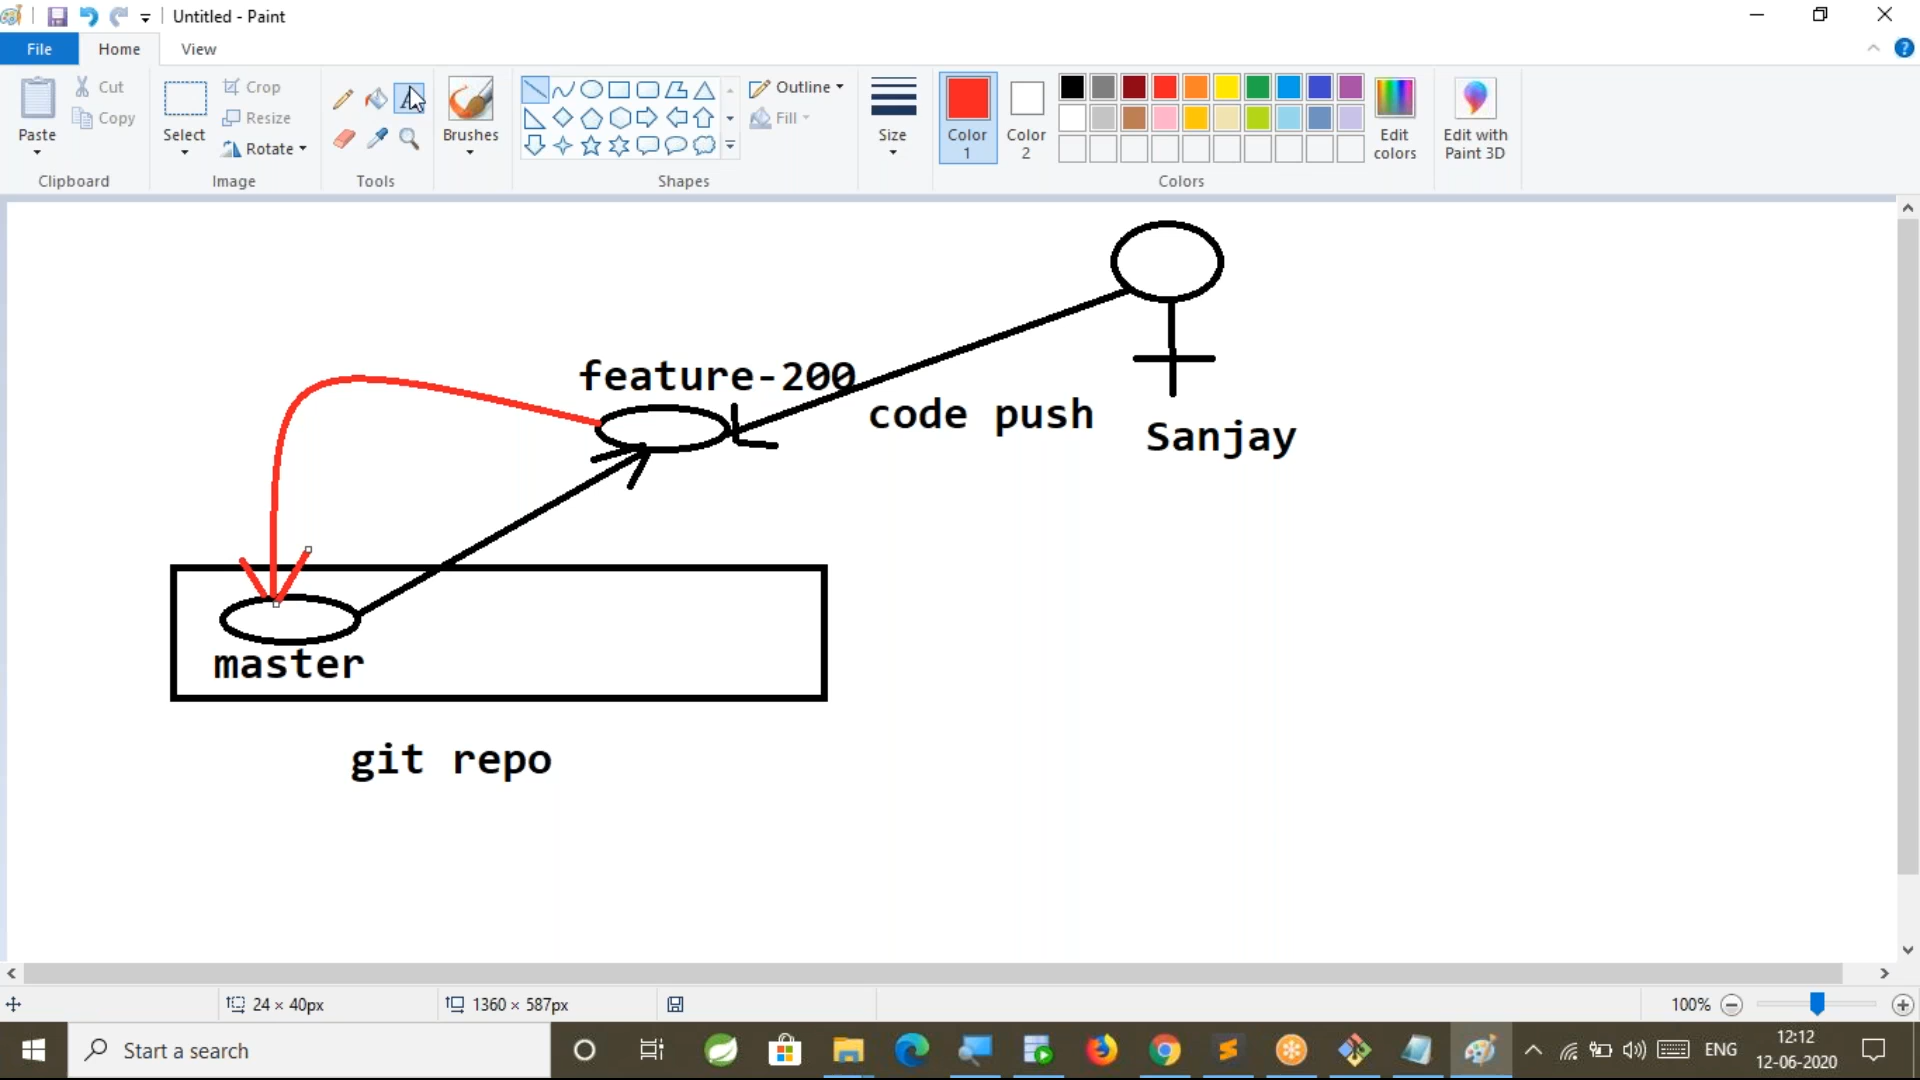 Untitled - Paint
File Home View
Paste
Cut
Copy
Clipboard
Select
Crop
Resize
Rotate
Image
Tools
Brushes
Shapes
Outline
Fill
Size
Color 1
Color 2
Edit colors
Colors
Edit with Paint 3D
feature-200
code push
Sanjay
master
git repo
24 × 40px
1360 × 587px
100%
Start a search
ENG
12:12
12-06-2020